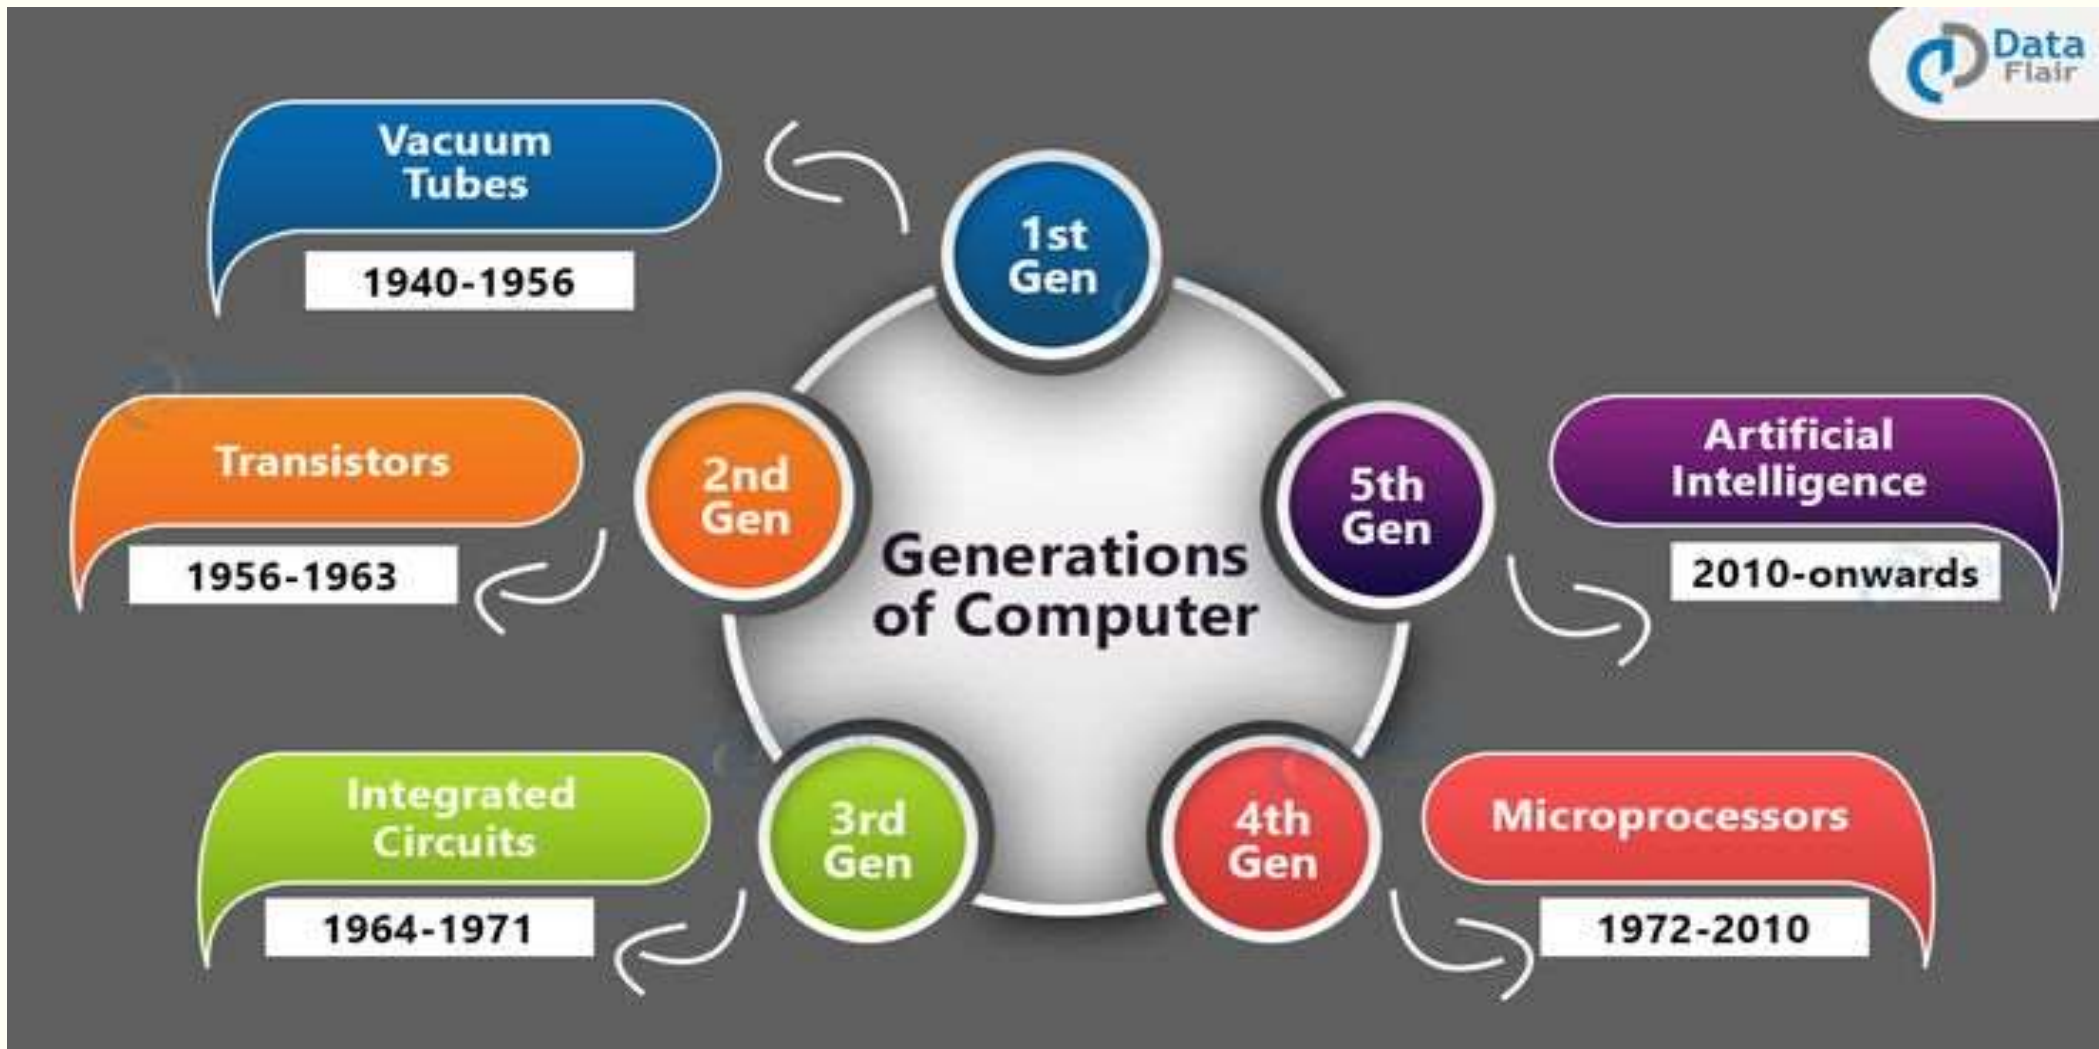 Data
Flair
Vacuum
Tubes
1940-1956
1st
Gen
Transistors
1956-1963
2nd
Gen
Generations
of Computer
5th
Gen
Artificial
Intelligence
2010-onwards
Integrated
Circuits
1964-1971
3rd
Gen
4th
Gen
Microprocessors
1972-2010